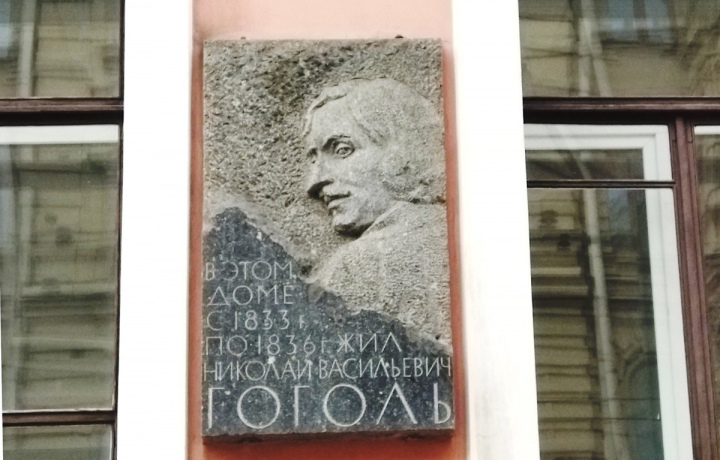 В ЭТОМ
ДОМЕ
С 1833 г.
ПО 1836 г. ЖИЛ
НИКОЛАЙ ВАСИЛЬЕВИЧ
ГОГОЛЬ